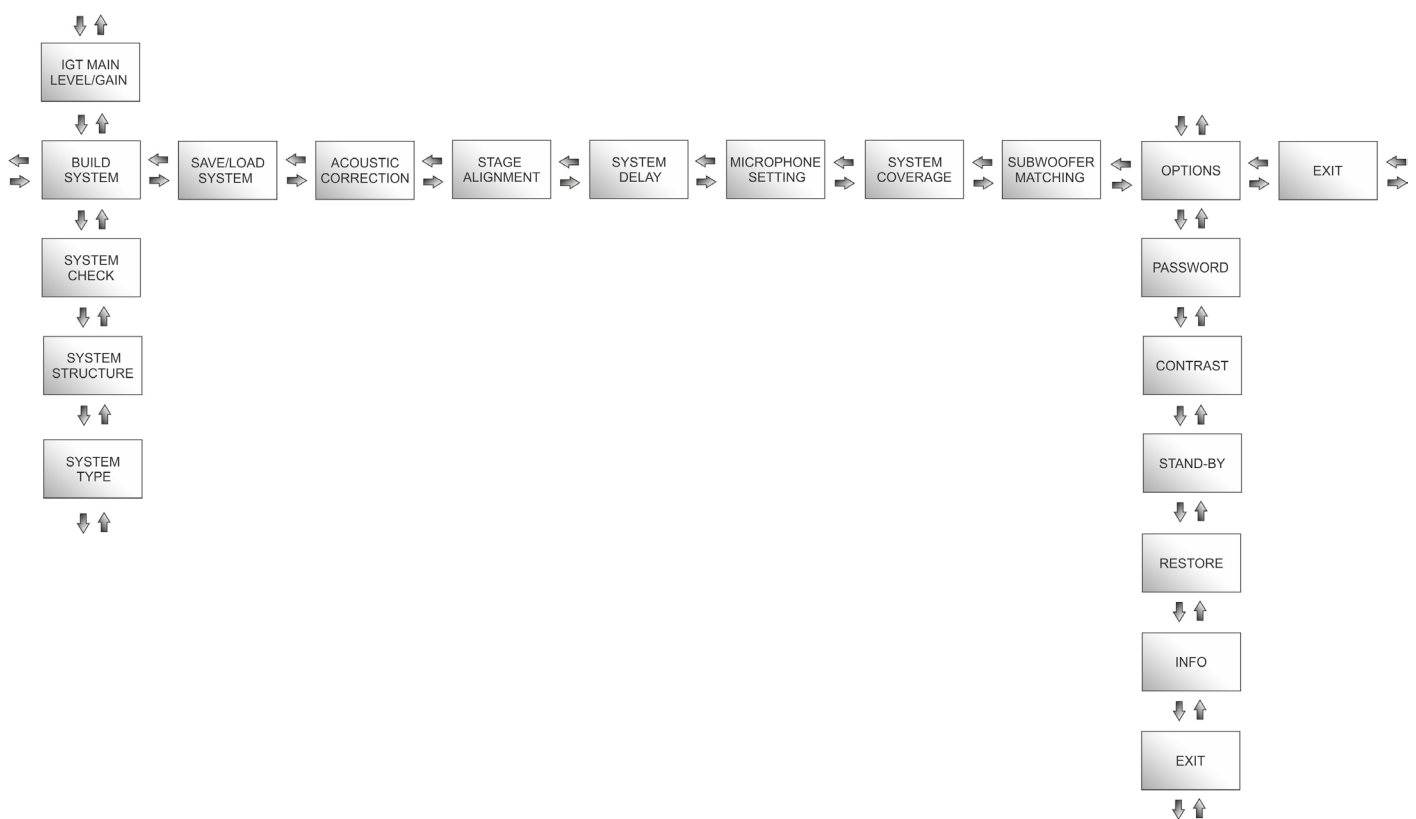 IGT MAIN
LEVEL/GAIN
BUILD
SYSTEM
SAVE/LOAD
SYSTEM
ACOUSTIC
CORRECTION
STAGE
ALIGNMENT
SYSTEM
DELAY
MICROPHONE
SETTING
SYSTEM
COVERAGE
SUBWOOFER
MATCHING
OPTIONS
EXIT
SYSTEM
CHECK
SYSTEM
STRUCTURE
SYSTEM
TYPE
PASSWORD
CONTRAST
STAND-BY
RESTORE
INFO
EXIT